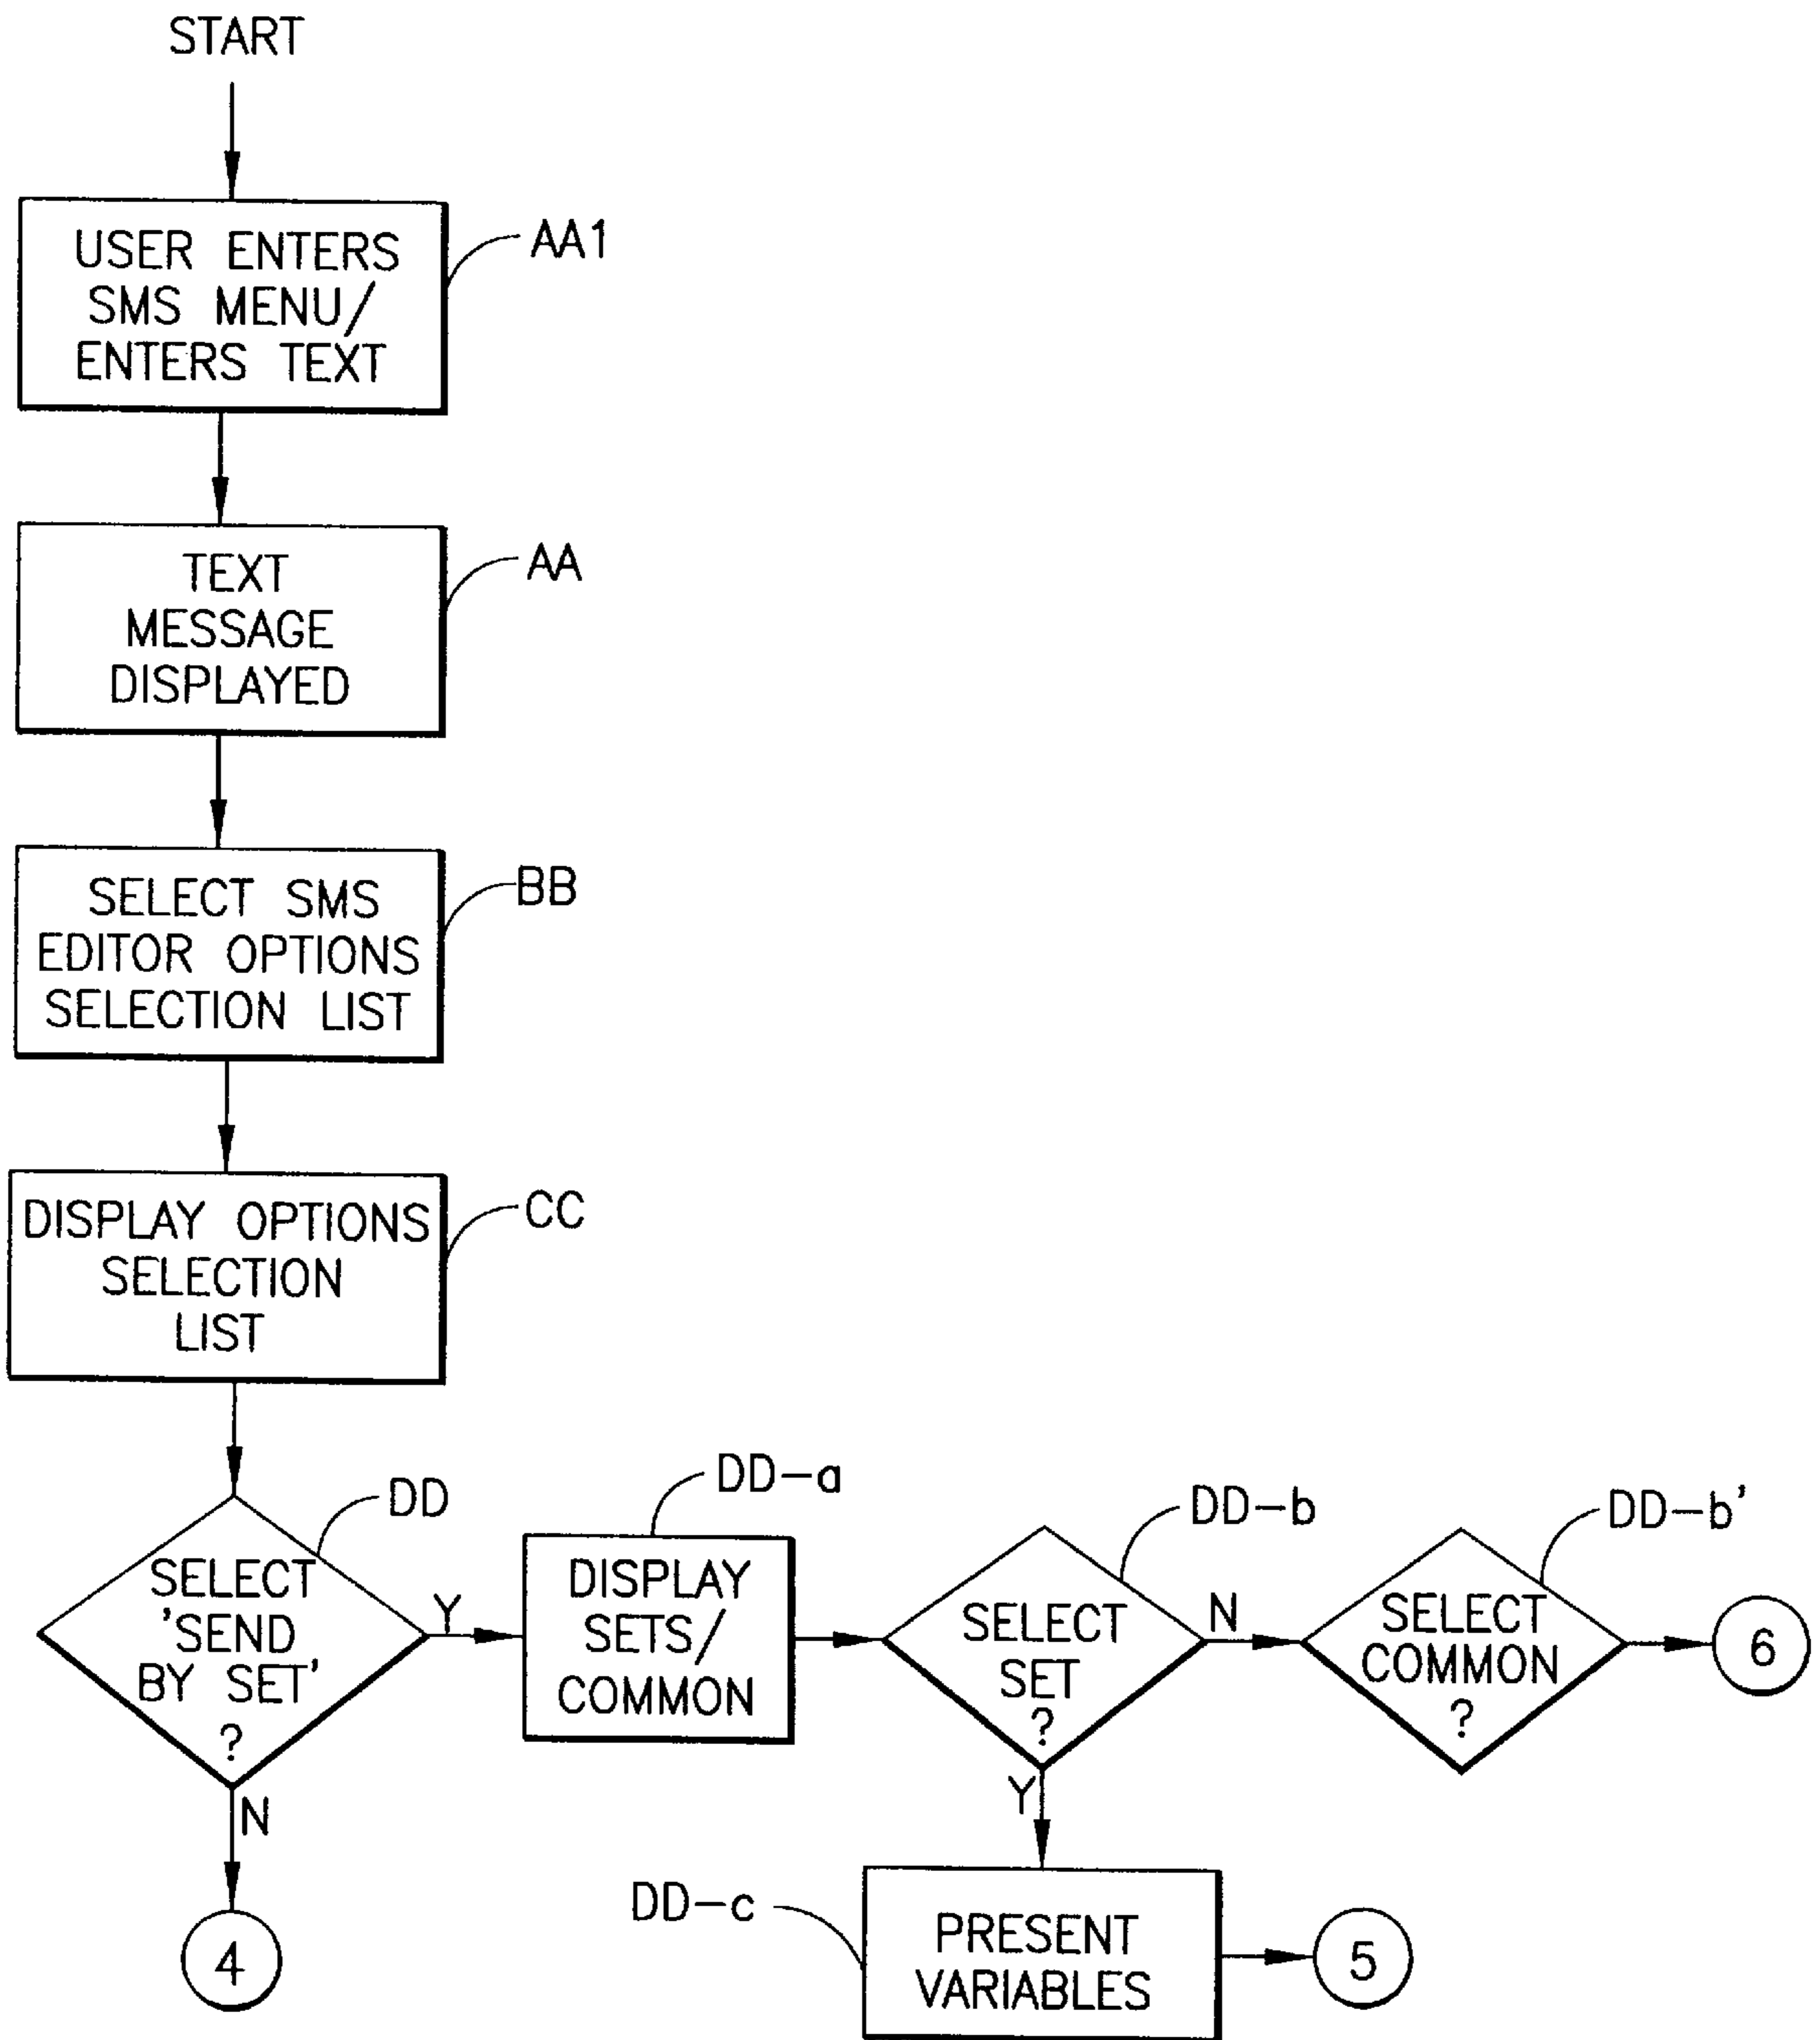 START
USER ENTERS
SMS MENU/
ENTERS TEXT
AA1
TEXT
MESSAGE
DISPLAYED
AA
SELECT SMS
EDITOR OPTIONS
SELECTION LIST
BB
DISPLAY OPTIONS
SELECTION
LIST
CC
SELECT
'SEND
BY SET'
?
DD
Y
N
4
DISPLAY
SETS/
COMMON
DD-a
SELECT
SET
?
DD-b
N
Y
SELECT
COMMON
?
DD-b'
6
PRESENT
VARIABLES
DD-c
5